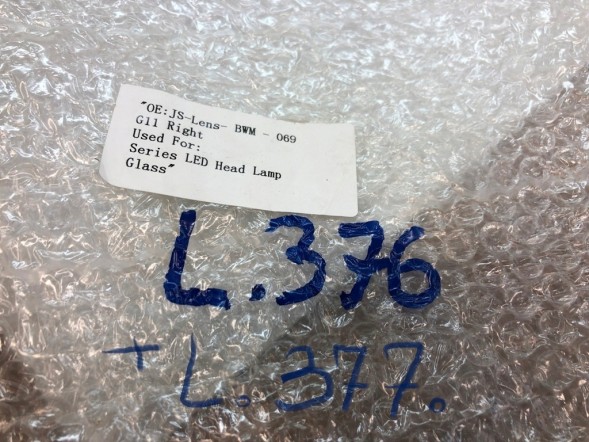 "OE:JS-Lens- BWM - 069
G11 Right
Used For:
Series LED Head Lamp
Glass"
L.376
+ L.377.